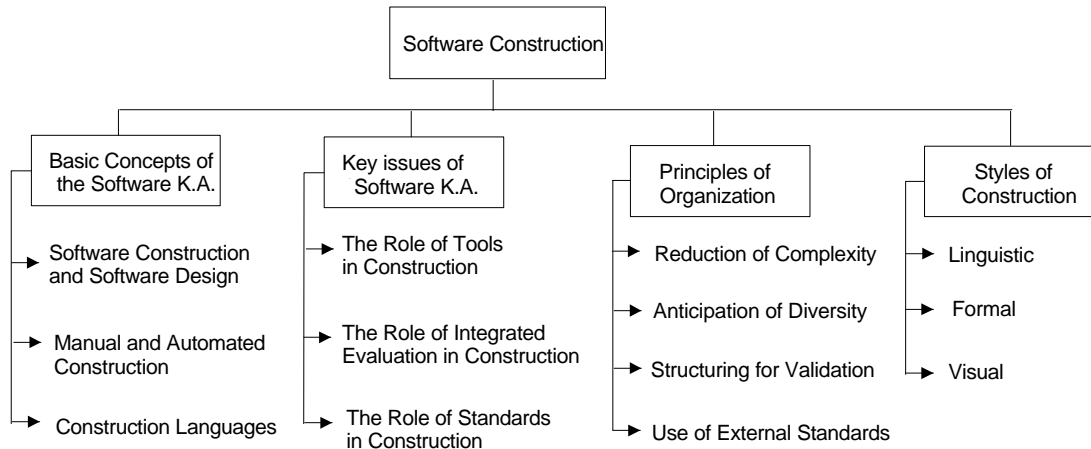 Software Construction
Basic Concepts of
the Software K.A.
Software Construction
and Software Design
Manual and Automated
Construction
Construction Languages
Key issues of
Software K.A.
The Role of Tools
in Construction
The Role of Integrated
Evaluation in Construction
The Role of Standards
in Construction
Principles of
Organization
Reduction of Complexity
Anticipation of Diversity
Structuring for Validation
Use of External Standards
Styles of
Construction
Linguistic
Formal
Visual